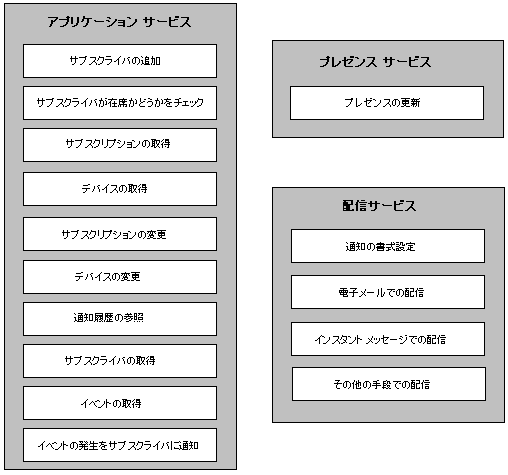 アプリケーション サービス
サブスクライバの追加
サブスクライバが在席かどうかをチェック
サブスクリプションの取得
デバイスの取得
サブスクリプションの変更
デバイスの変更
通知履歴の参照
サブスクライバの取得
イベントの取得
イベントの発生をサブスクライバに通知
プレゼンス サービス
プレゼンスの更新
配信サービス
通知の書式設定
電子メールでの配信
インスタント メッセージでの配信
その他の手段での配信